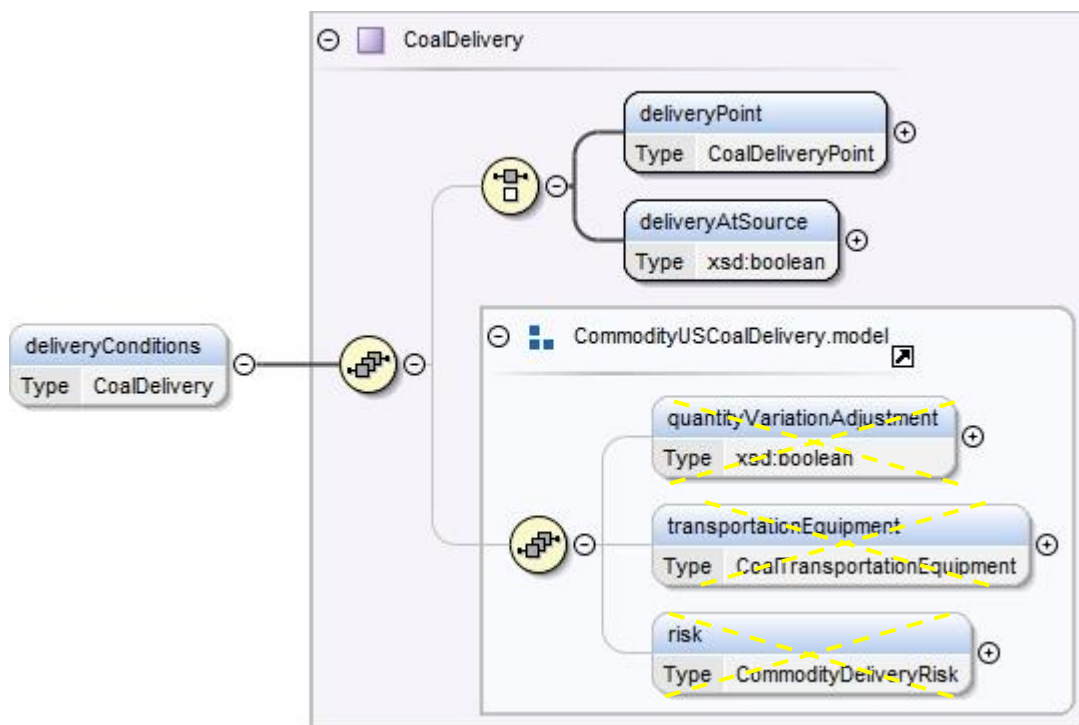 CoalDelivery
deliveryPoint
Type CoalDeliveryPoint
deliveryAtSource
Type xsd:boolean
CommodityUSCoalDelivery.model
deliveryConditions
Type CoalDelivery
quantityVariationAdjustment
Type xsd:boolean
transportationEquipment
Type CoalTransportationEquipment
risk
Type CommodityDeliveryRisk